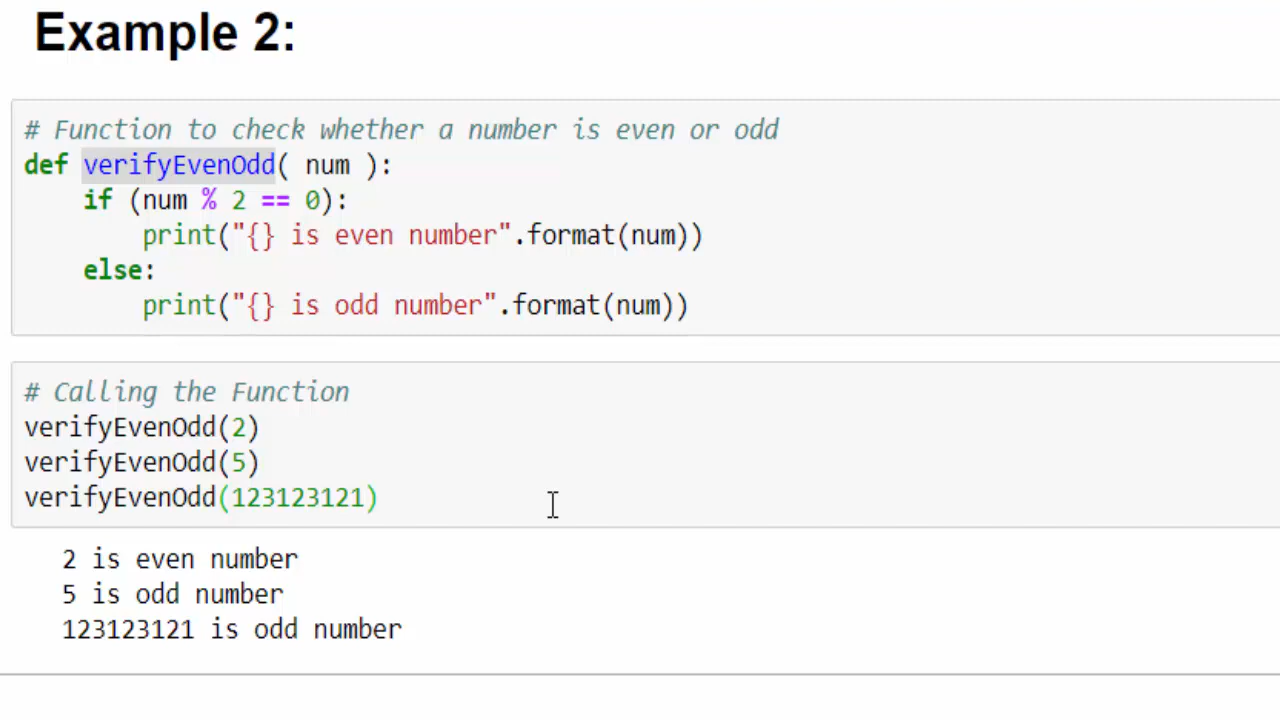 Example 2:
# Function to check whether a number is even or odd
def verifyEvenOdd( num ):
    if (num % 2 == 0):
        print("{} is even number".format(num))
    else:
        print("{} is odd number".format(num))
# Calling the Function
verifyEvenOdd(2)
verifyEvenOdd(5)
verifyEvenOdd(123123121)
2 is even number
5 is odd number
123123121 is odd number